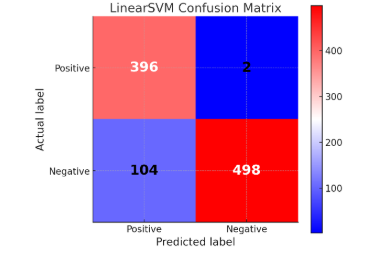 LinearSVM Confusion Matrix
Positive
396
2
Negative
104
498
Positive
Negative
Predicted label
Actual label
400
300
200
100